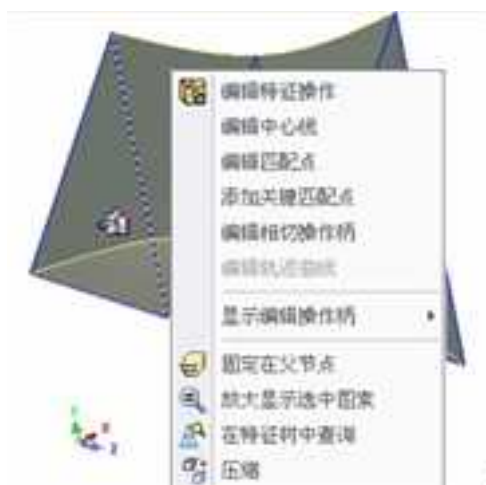 编辑特征操作
编辑中心线
编辑匹配点
添加关键匹配点
编辑相切操作柄
编辑轨迹曲线
显示编辑操作柄
固定在父节点
放大显示选中图素
在特征树中查询
压缩